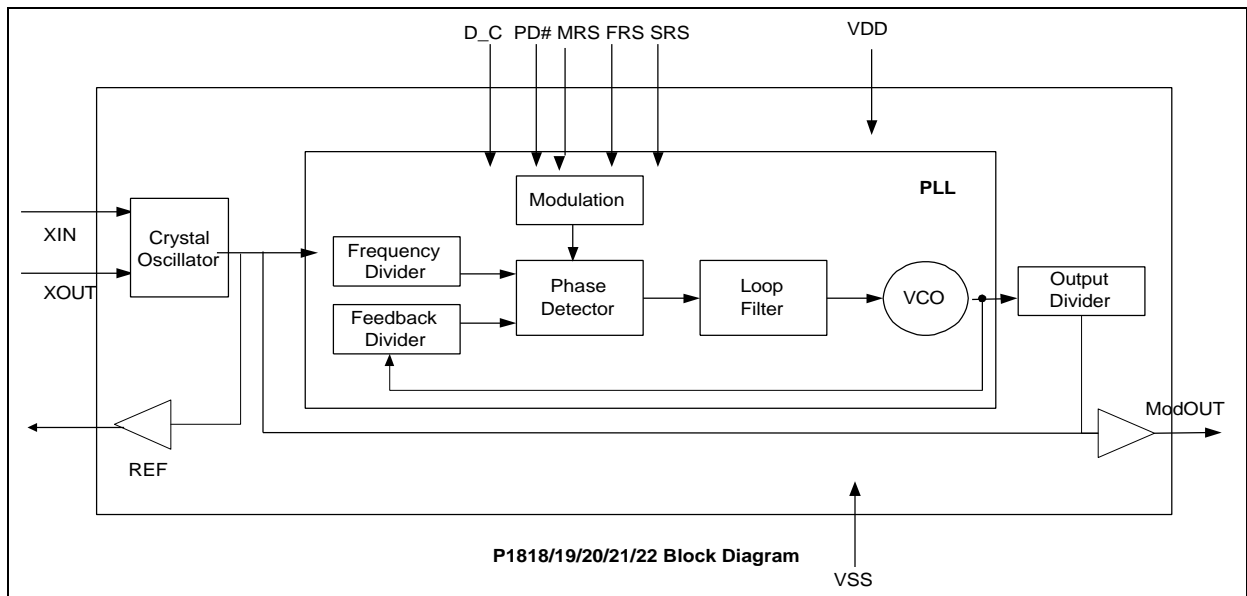 D_C PD# MRS FRS SRS
VDD
PLL
Modulation
XIN
Crystal
Oscillator
XOUT
Frequency
Divider
Phase
Detector
Loop
Filter
VCO
Output
Divider
Feedback
Divider
ModOUT
REF
P1818/19/20/21/22 Block Diagram
VSS